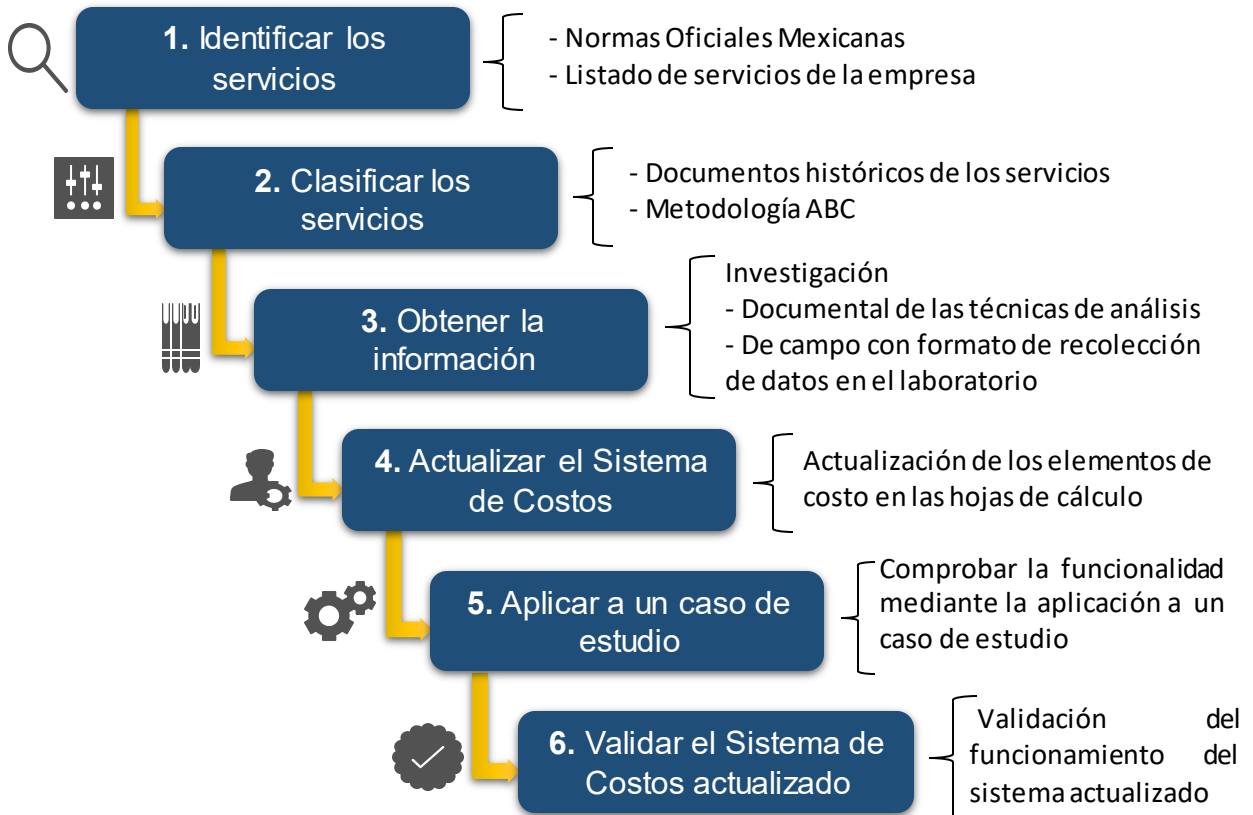 1. Identificar los
servicios
- Normas Oficiales Mexicanas
- Listado de servicios de la empresa
2. Clasificar los
servicios
- Documentos históricos de los servicios
- Metodología ABC
3. Obtener la
información
Investigación
- Documental de las técnicas de análisis
- De campo con formato de recolección
de datos en el laboratorio
4. Actualizar el Sistema
de Costos
Actualización de los elementos de
costo en las hojas de cálculo
5. Aplicar a un caso de
estudio
Comprobar la funcionalidad
mediante la aplicación a un
caso de estudio
6. Validar el Sistema de
Costos actualizado
Validación del
funcionamiento del
sistema actualizado